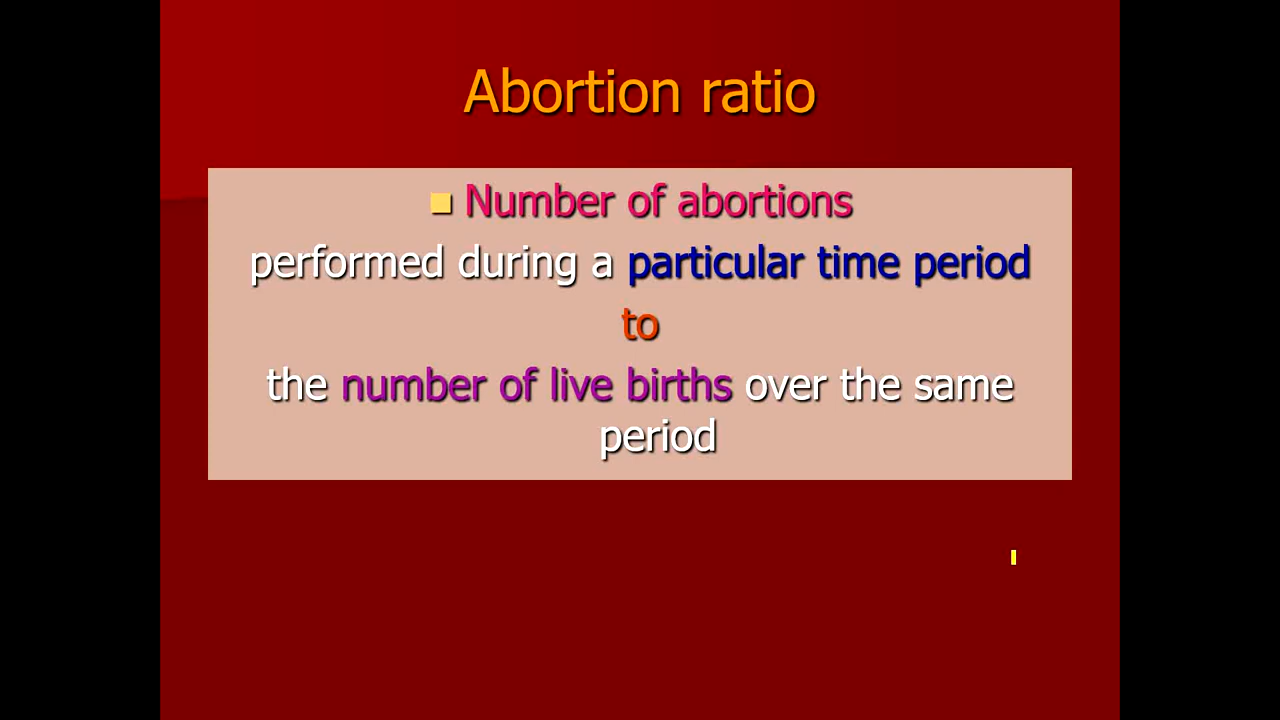 Abortion ratio
Number of abortions
performed during a particular time period
to
the number of live births over the same
period